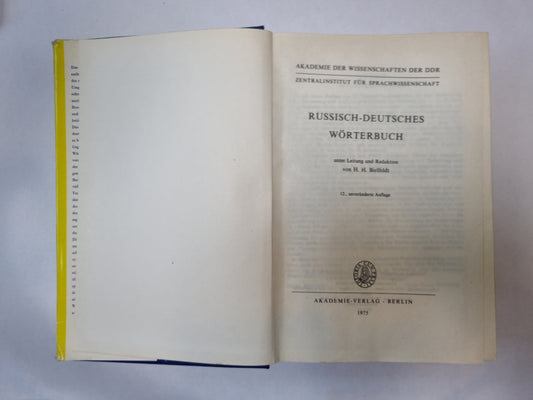 AKADEMIE DER WISSENSCHAFTEN DER DDR
ZENTRALINSTITUT FÜR SPRACHWISSENSCHAFT
RUSSISCH-DEUTSCHES
WÖRTERBUCH
unter Leitung und Redaktion
von H. H. Bielfeldt
12., unveränderte Auflage
AKADEMIE-VERLAG · BERLIN
1975